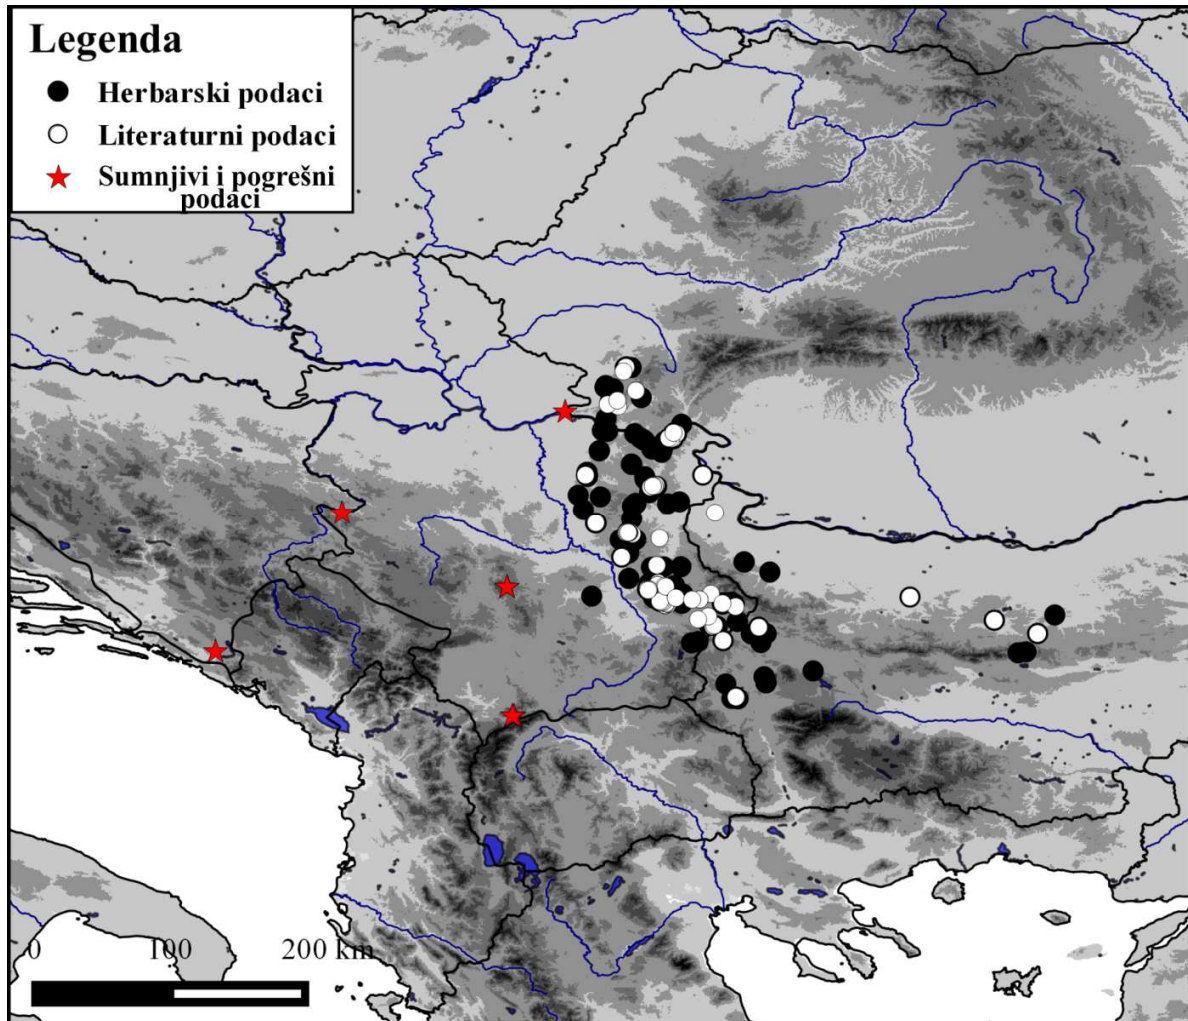 Legenda
Herbarski podaci
Literaturni podaci
Sumnjivi i pogrešni
podaci
0 100 200 km